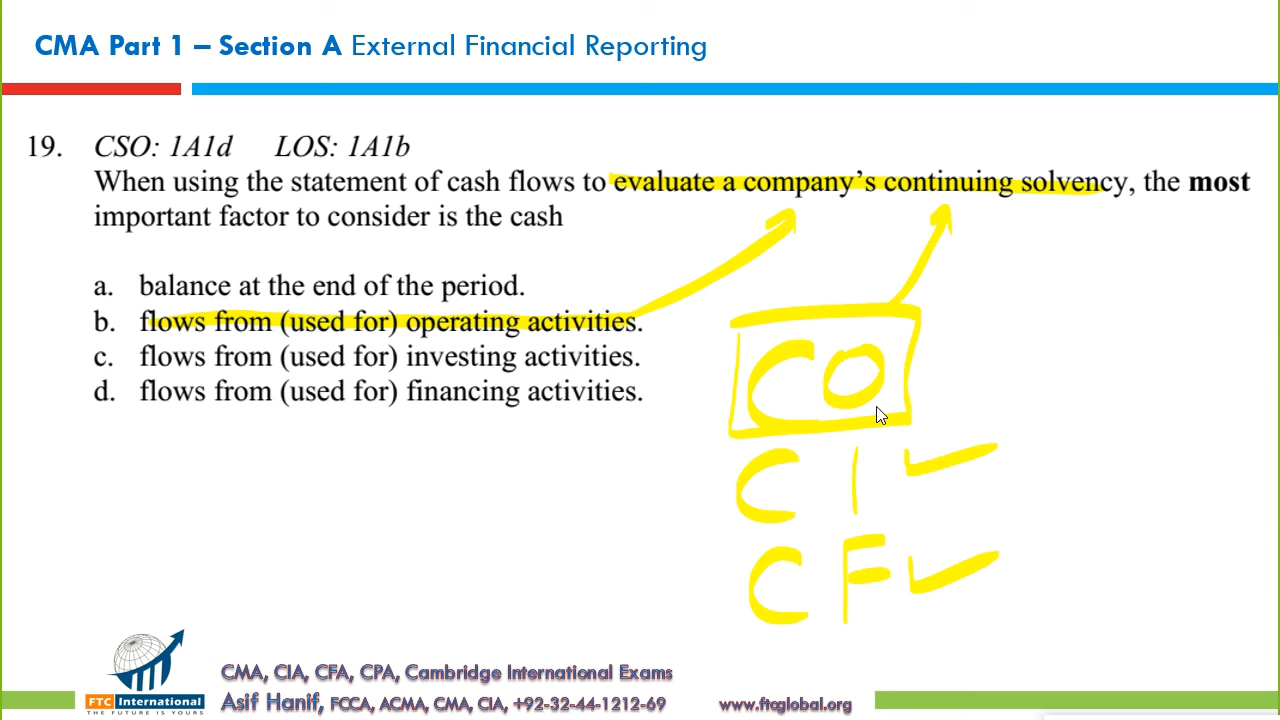 CMA Part 1 – Section A External Financial Reporting
19. CSO: 1A1d LOS: 1A1b
When using the statement of cash flows to evaluate a company's continuing solvency, the most
important factor to consider is the cash
a. balance at the end of the period.
b. flows from (used for) operating activities.
c. flows from (used for) investing activities.
d. flows from (used for) financing activities.
CO
CI
CF
FTC International
THE FUTURE IS YOURS
CMA, CIA, CFA, CPA, Cambridge International Exams
Asif Hanif, FCCA, ACMA, CMA, CIA, +92-32-44-1212-69 www.ftcglobal.org